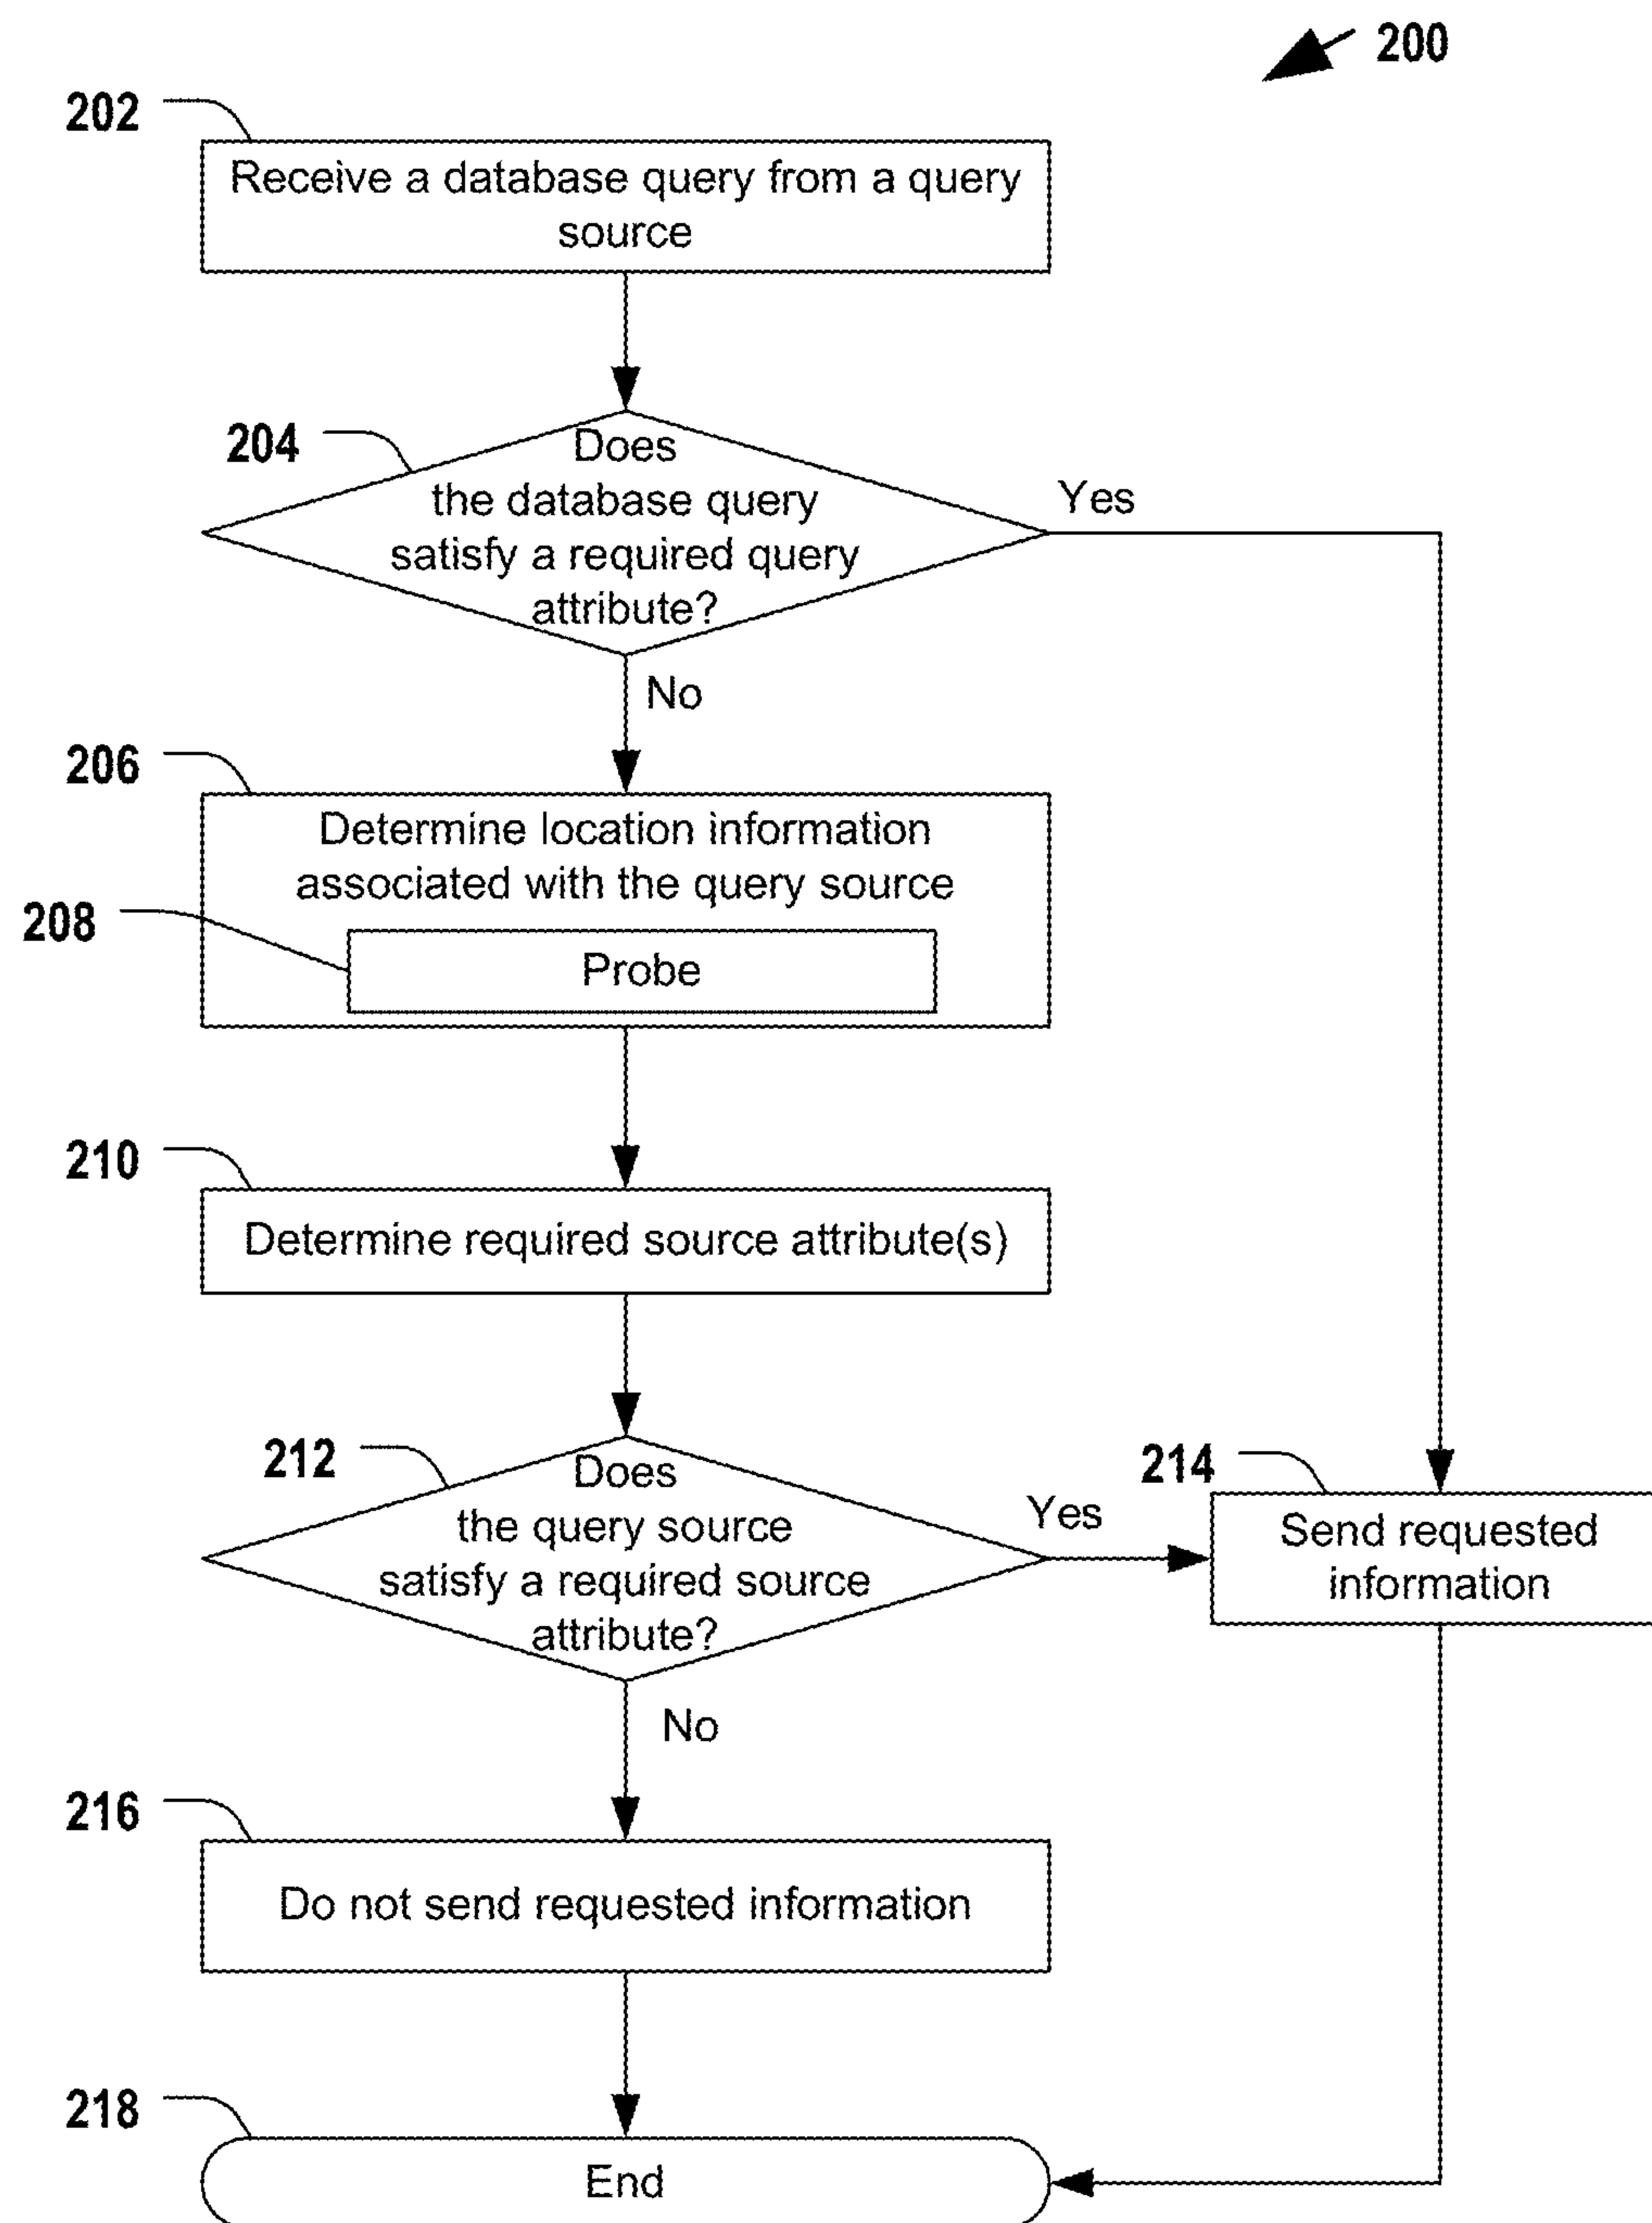 200
202
Receive a database query from a query
source
204
Does
the database query
satisfy a required query
attribute?
Yes
No
206
Determine location information
associated with the query source
208
Probe
210
Determine required source attribute(s)
212
Does
the query source
satisfy a required source
attribute?
Yes
214
Send requested
information
No
216
Do not send requested information
218
End